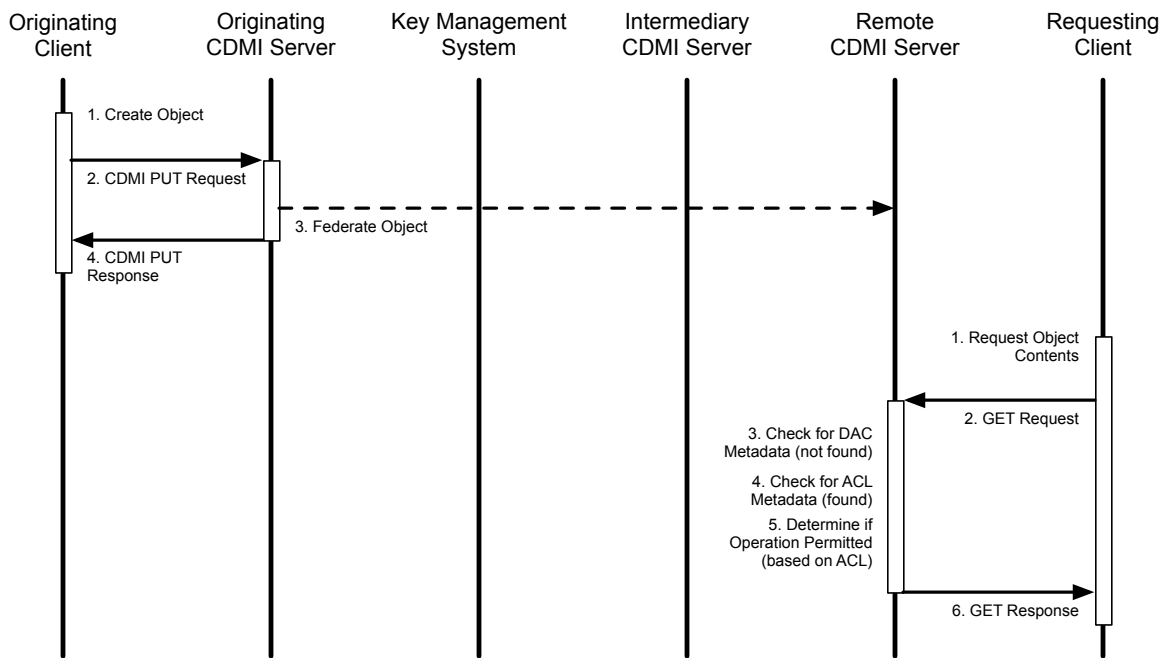 Originating
Client
Originating
CDMI Server
Key Management
System
Intermediary
CDMI Server
Remote
CDMI Server
Requesting
Client
1. Create Object
2. CDMI PUT Request
3. Federate Object
4. CDMI PUT
Response
1. Request Object
Contents
2. GET Request
3. Check for DAC
Metadata (not found)
4. Check for ACL
Metadata (found)
5. Determine if
Operation Permitted
(based on ACL)
6. GET Response